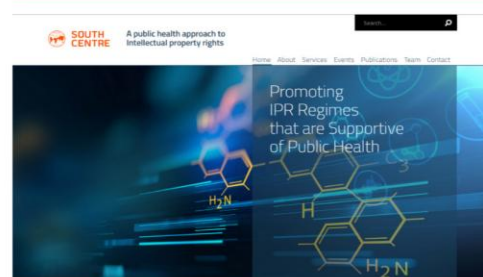 Search...
SOUTH
CENTRE
A public health approach to
Intellectual property rights
Home About Services Events Publications Team Contact
Promoting
IPR Regimes
that are Supportive
of Public Health
3
H₂N
H
H₂N